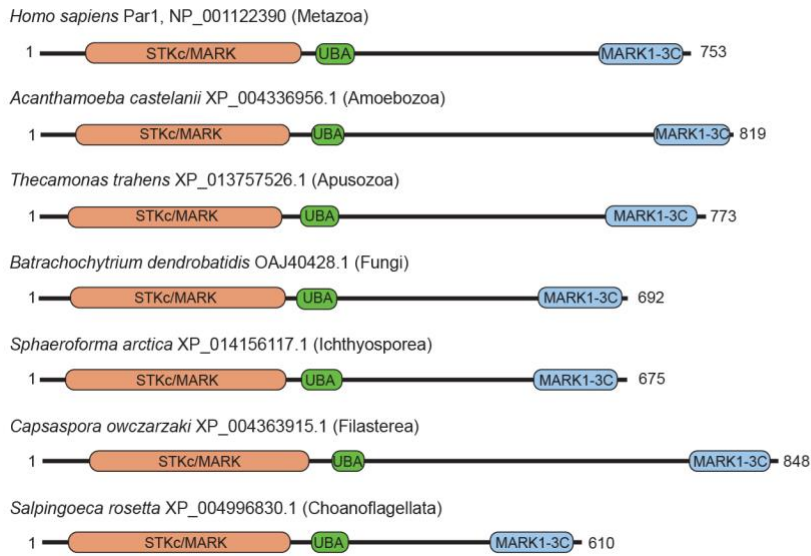 Homo sapiens Par1, NP_001122390 (Metazoa)
1 STKc/MARK UBA MARK1-3C 753
Acanthamoeba castelanii XP_004336956.1 (Amoebozoa)
1 STKc/MARK UBA MARK1-3C 819
Thecamonas trahens XP_013757526.1 (Apusozoa)
1 STKc/MARK UBA MARK1-3C 773
Batrachochytrium dendrobatidis OAJ40428.1 (Fungi)
1 STKc/MARK UBA MARK1-3C 692
Sphaeroforma arctica XP_014156117.1 (Ichthyosporea)
1 STKc/MARK UBA MARK1-3C 675
Capsaspora owczarzaki XP_004363915.1 (Filasterea)
1 STKc/MARK UBA MARK1-3C 848
Salpingoeca rosetta XP_004996830.1 (Choanoflagellata)
1 STKc/MARK UBA MARK1-3C 610